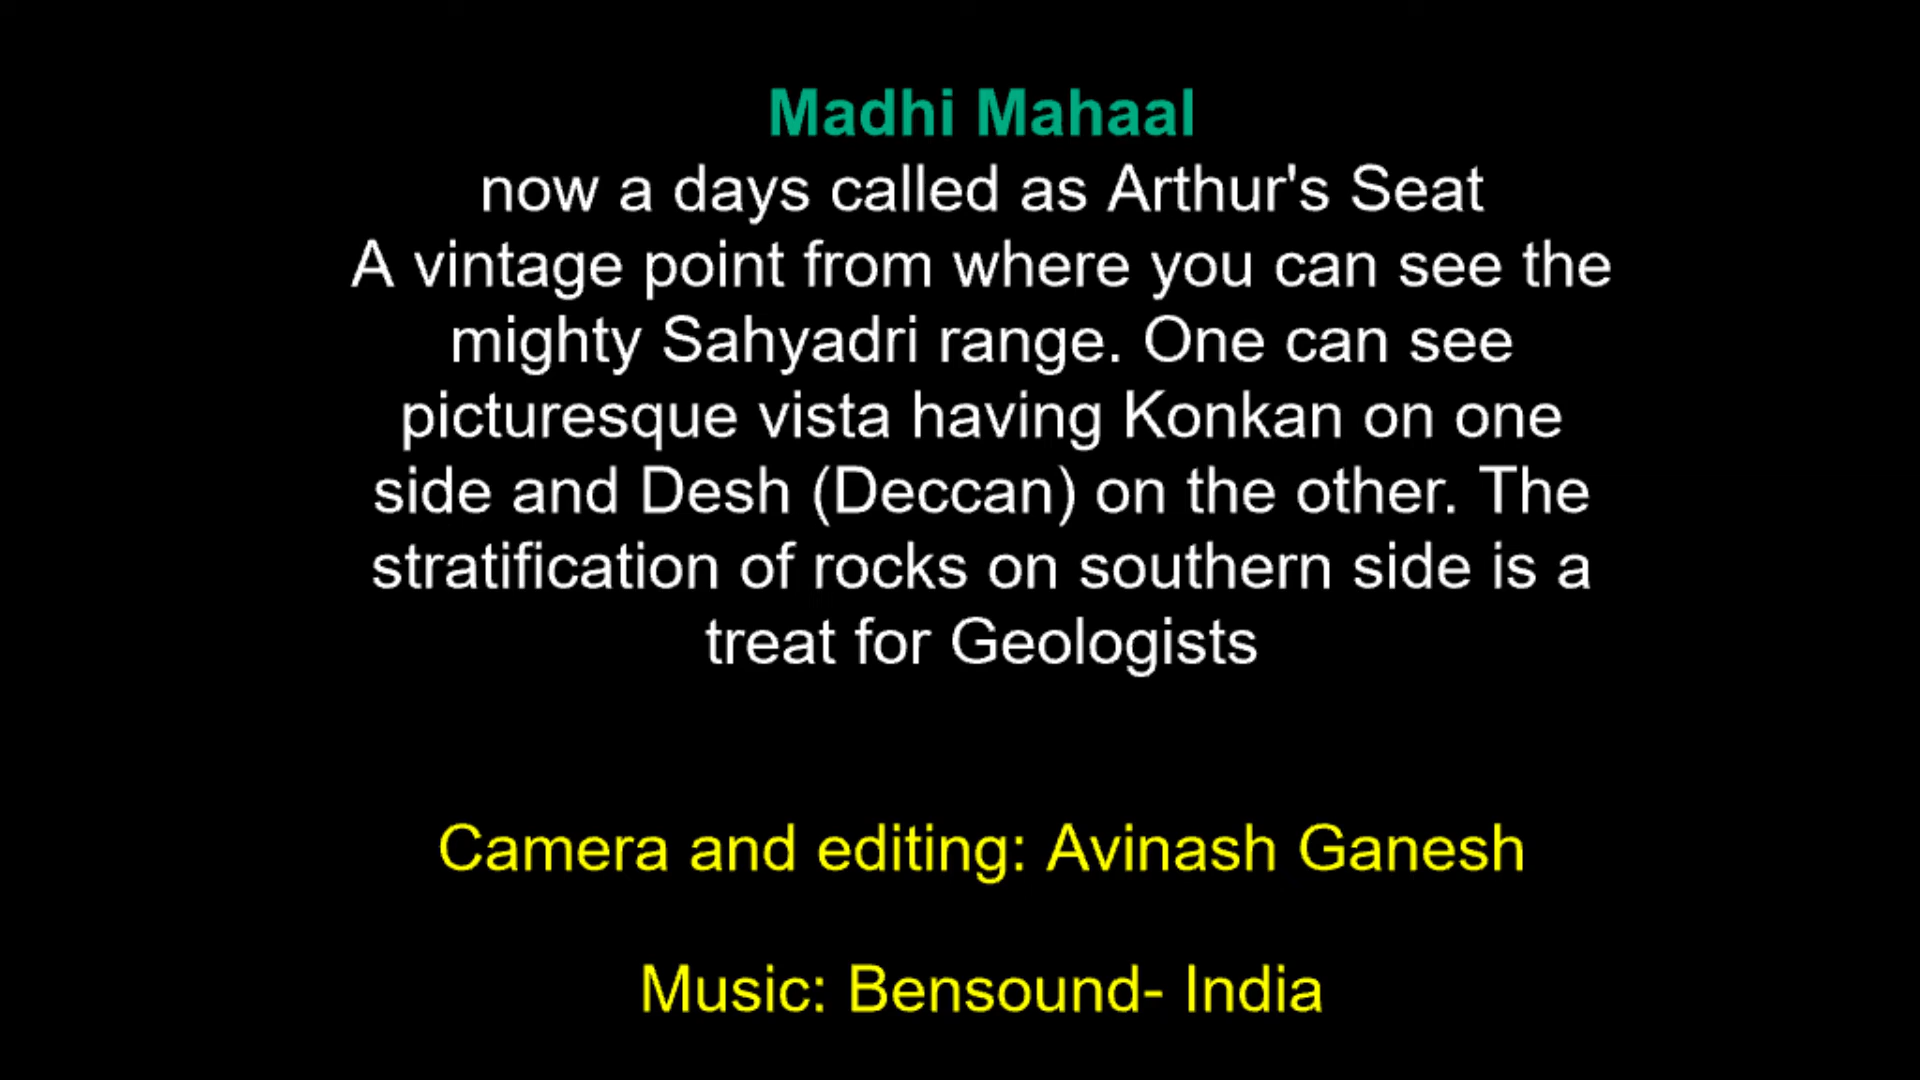 Madhi Mahaal
now a days called as Arthur's Seat
A vintage point from where you can see the
mighty Sahyadri range. One can see
picturesque vista having Konkan on one
side and Desh (Deccan) on the other. The
stratification of rocks on southern side is a
treat for Geologists
Camera and editing: Avinash Ganesh
Music: Bensound- India